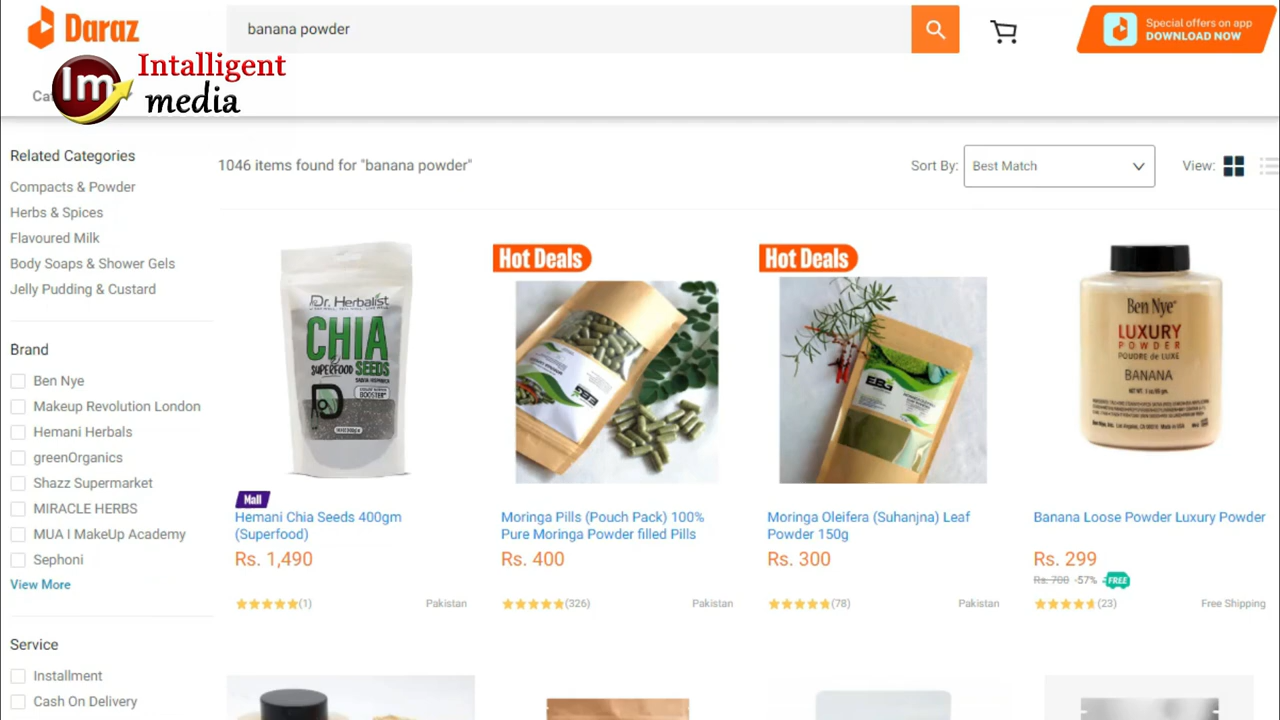 Daraz
banana powder
Special offers on app
DOWNLOAD NOW
Im
Intalligent
media
Related Categories
Compacts & Powder
Herbs & Spices
Flavoured Milk
Body Soaps & Shower Gels
Jelly Pudding & Custard
Brand
Ben Nye
Makeup Revolution London
Hemani Herbals
greenOrganics
Shazz Supermarket
MIRACLE HERBS
MUA l MakeUp Academy
Sephoni
View More
Service
Installment
Cash On Delivery
1046 items found for "banana powder"
Sort By:
Best Match
View:
Dr. Herbalist
CHIA
SUPERFOOD SEEDS
Mall
Hemani Chia Seeds 400gm
(Superfood)
Rs. 1,490
(1)
Pakistan
Hot Deals
Moringa Pills (Pouch Pack) 100%
Pure Moringa Powder filled Pills
Rs. 400
(326)
Pakistan
Hot Deals
Moringa Oleifera (Suhanjna) Leaf
Powder 150g
Rs. 300
(78)
Pakistan
Ben Nye
LUXURY
POWDER
POUDRE de LUXE
BANANA
Banana Loose Powder Luxury Powder
Rs. 299
Rs. 700 -57% FREE
(23)
Free Shipping